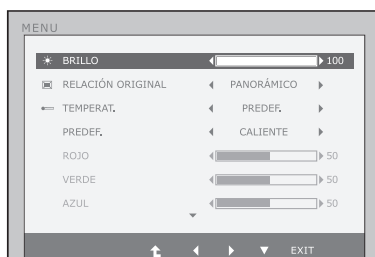 MENU
BRILLO 100
RELACIÓN ORIGINAL PANORÁMICO
TEMPERAT. PREDEF.
PREDEF. CALIENTE
ROJO 50
VERDE 50
AZUL 50
EXIT